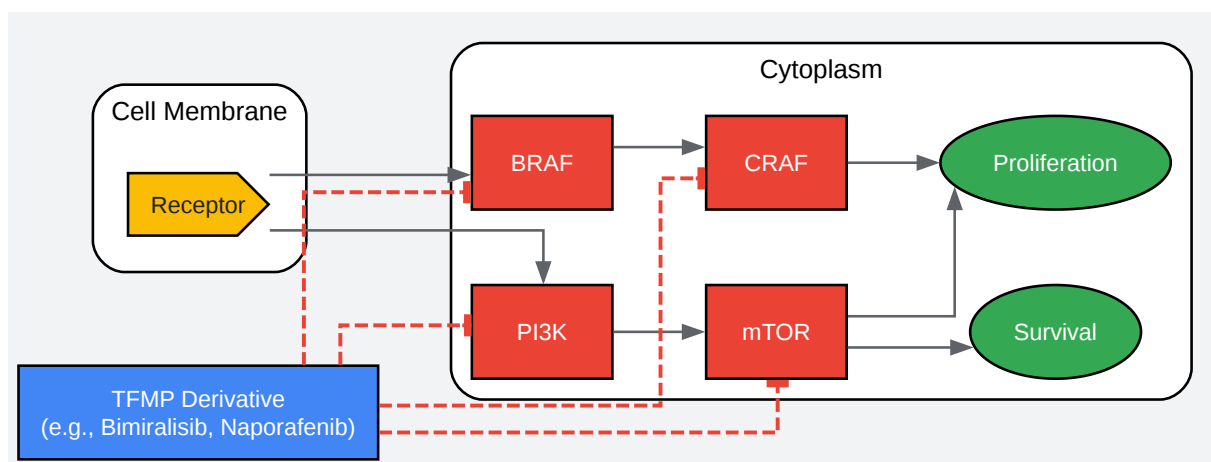 Cytoplasm
Cell Membrane
BRAF
CRAF
Proliferation
Receptor
PI3K
mTOR
Survival
TFMP Derivative
(e.g., Bimiralisib, Naporafenib)